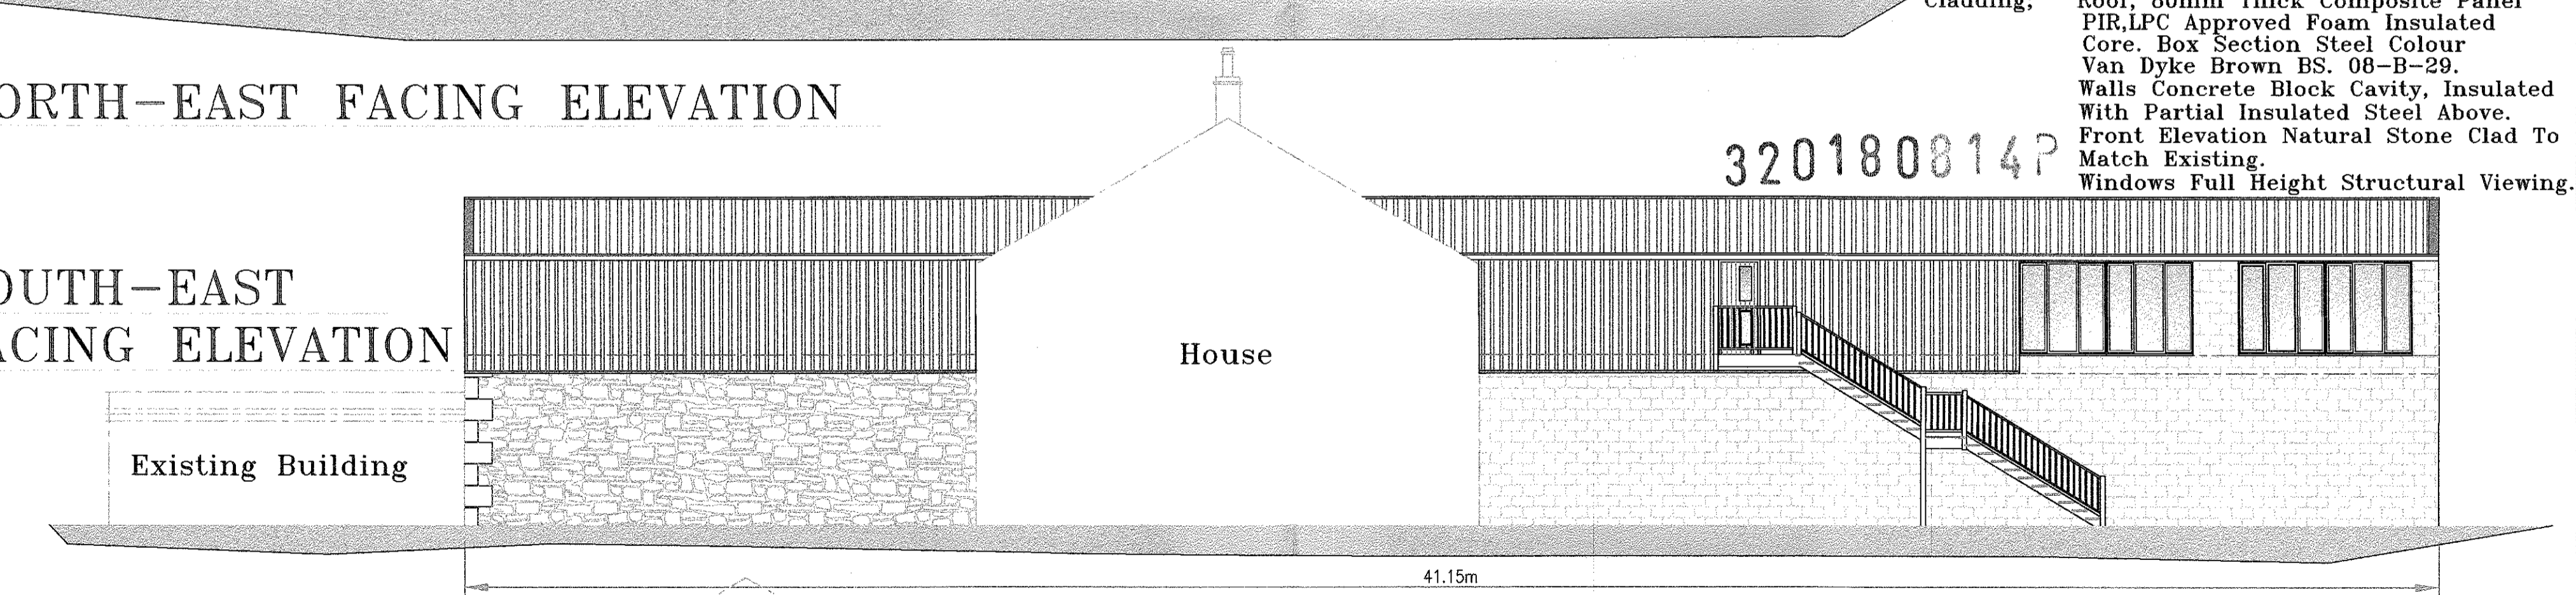 Cladding, Roof, 80mm Thick Composite Panel
PIR,LPC Approved Foam Insulated
Core. Box Section Steel Colour
Van Dyke Brown BS. 08-B-29.
Walls Concrete Block Cavity, Insulated
With Partial Insulated Steel Above.
Front Elevation Natural Stone Clad To
Match Existing.
Windows Full Height Structural Viewing.
ORTH-EAST FACING ELEVATION
320180814P
OUTH-EAST
ACING ELEVATION
House
Existing Building
41.15m